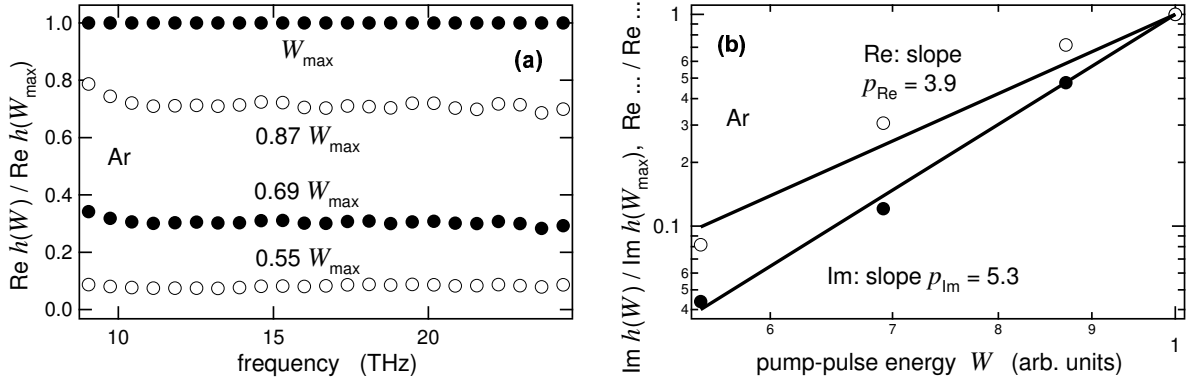 Re h(W) / Re h(W_max)
1.0
0.8
0.6
0.4
0.2
0.0
W_max
(a)
0.87 W_max
Ar
0.69 W_max
0.55 W_max
10
15
20
frequency (THz)
Im h(W) / Im h(W_max), Re ... / Re ...
1
6
5
4
3
2
0.1
6
5
4
(b)
Re: slope
p_Re = 3.9
Ar
Im: slope p_Im = 5.3
6
7
8
9
1
pump-pulse energy W (arb. units)